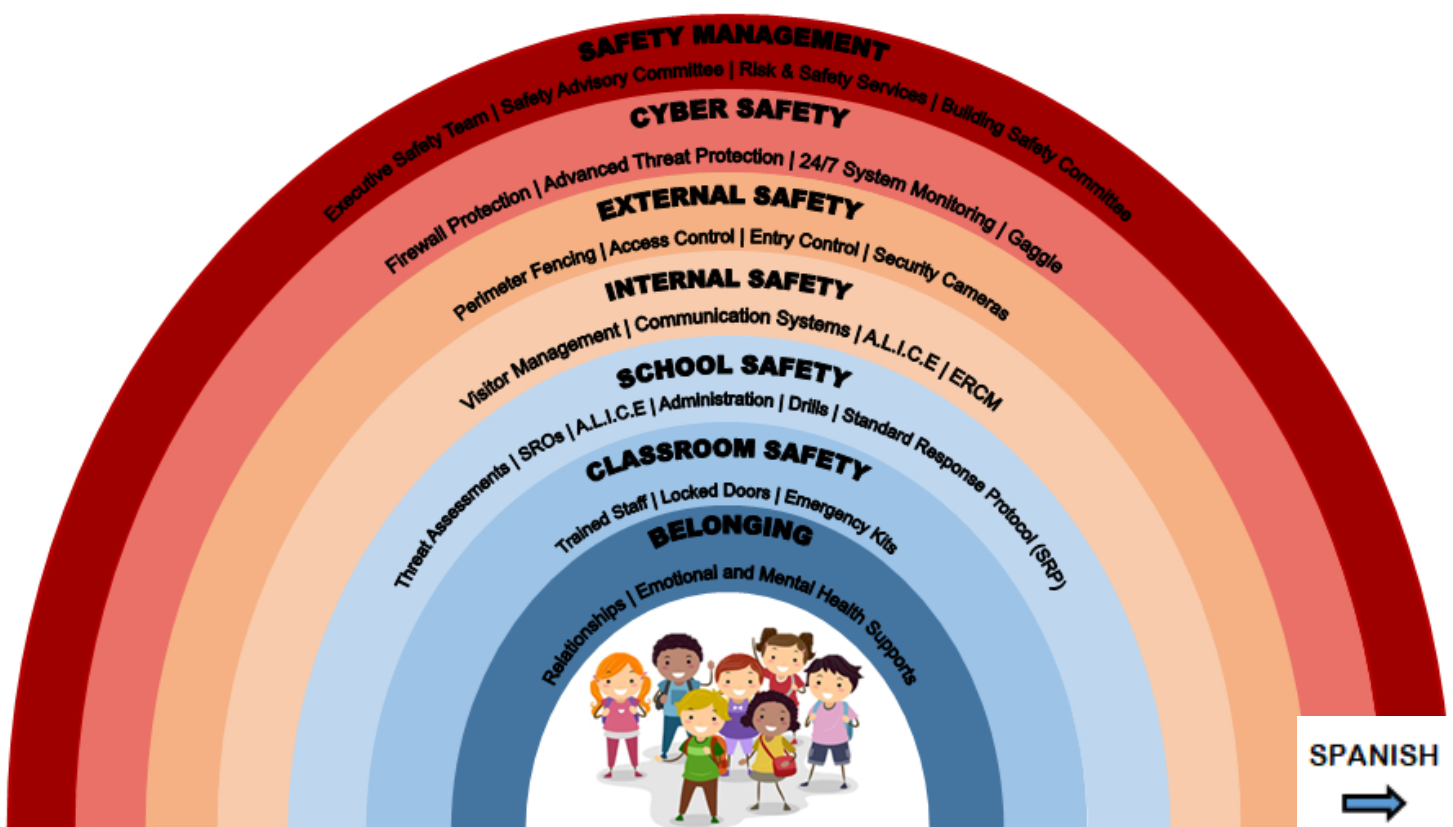 SAFETY MANAGEMENT
Executive Safety Team | Safety Advisory Committee | Risk & Safety Services | Building Safety Committee
CYBER SAFETY
Firewall Protection | Advanced Threat Protection | 24/7 System Monitoring | Gaggle
EXTERNAL SAFETY
Perimeter Fencing | Access Control | Entry Control | Security Cameras
INTERNAL SAFETY
Visitor Management | Communication Systems | A.L.I.C.E | ERCM
SCHOOL SAFETY
Threat Assessments | SROs | A.L.I.C.E | Administration | Drills | Standard Response Protocol (SRP)
CLASSROOM SAFETY
Trained Staff | Locked Doors | Emergency Kits
BELONGING
Relationships | Emotional and Mental Health Supports
SPANISH